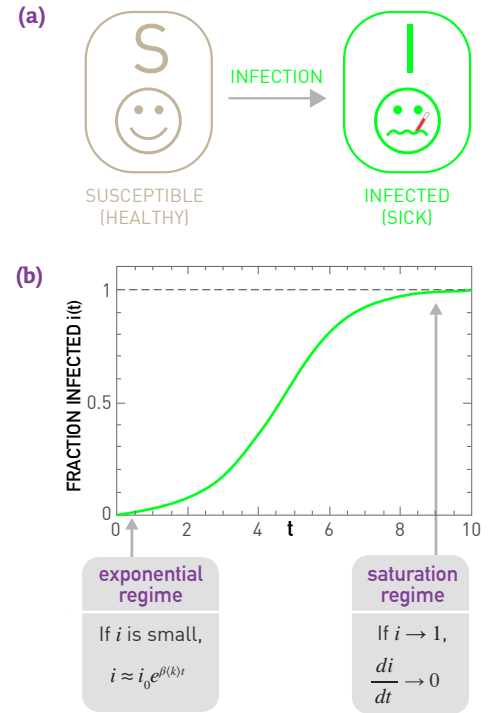 (a)
S
I
INFECTION
SUSCEPTIBLE
(HEALTHY)
INFECTED
(SICK)
(b)
FRACTION INFECTED i(t)
1
0.5
0
0 2 4 t 6 8 10
exponential
regime
If i is small,
i ≈ i₀e^{β⟨k⟩t}
saturation
regime
If i → 1,
di/dt → 0